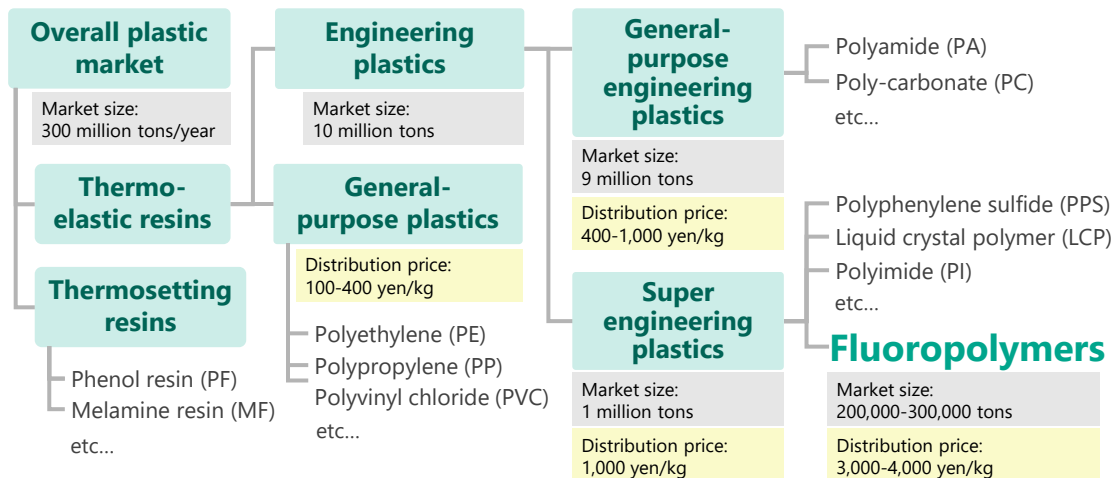 Overall plastic
market
Market size:
300 million tons/year
Thermo-
elastic resins
Thermosetting
resins
Phenol resin (PF)
Melamine resin (MF)
etc...
Engineering
plastics
Market size:
10 million tons
General-
purpose plastics
Distribution price:
100-400 yen/kg
Polyethylene (PE)
Polypropylene (PP)
Polyvinyl chloride (PVC)
etc...
General-
purpose
engineering
plastics
Market size:
9 million tons
Distribution price:
400-1,000 yen/kg
Super
engineering
plastics
Market size:
1 million tons
Distribution price:
1,000 yen/kg
Polyamide (PA)
Poly-carbonate (PC)
etc...
Polyphenylene sulfide (PPS)
Liquid crystal polymer (LCP)
Polyimide (PI)
etc...
Fluoropolymers
Market size:
200,000-300,000 tons
Distribution price:
3,000-4,000 yen/kg